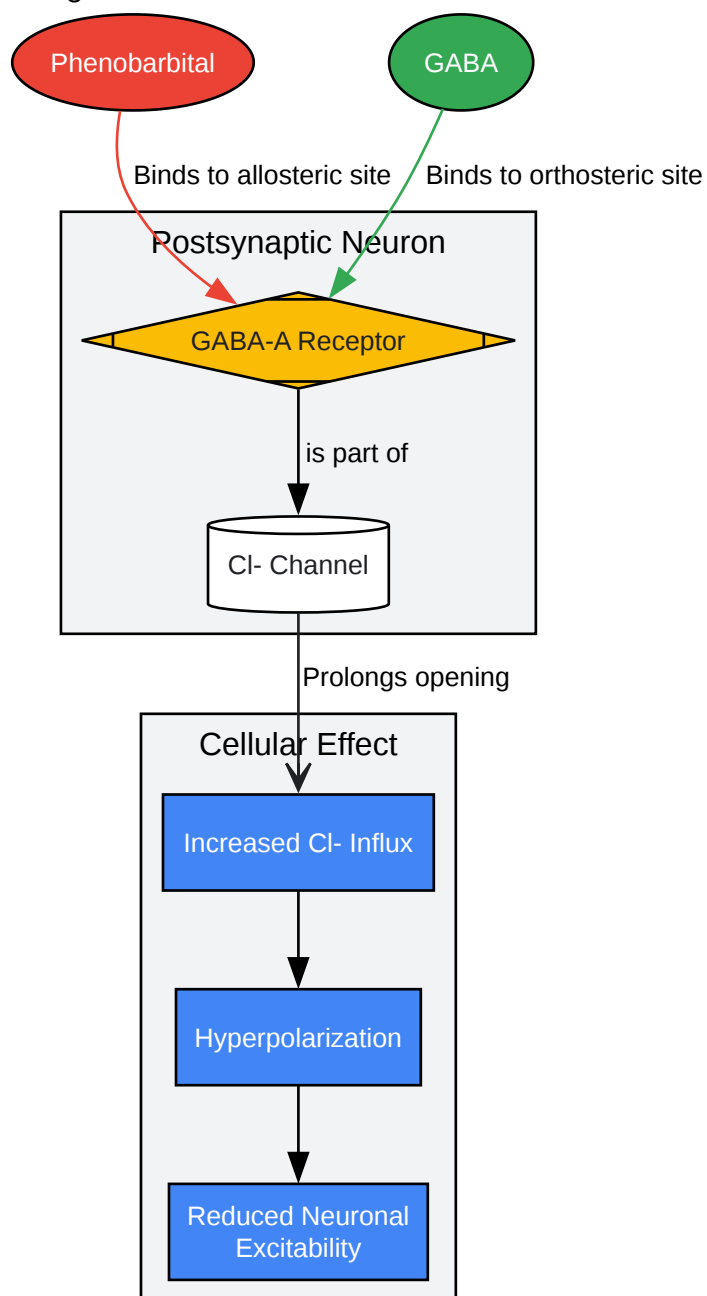 Phenobarbital
GABA
Binds to allosteric site
Binds to orthosteric site
Postsynaptic Neuron
GABA-A Receptor
is part of
Cl- Channel
Prolongs opening
Cellular Effect
Increased Cl- Influx
Hyperpolarization
Reduced Neuronal
Excitability